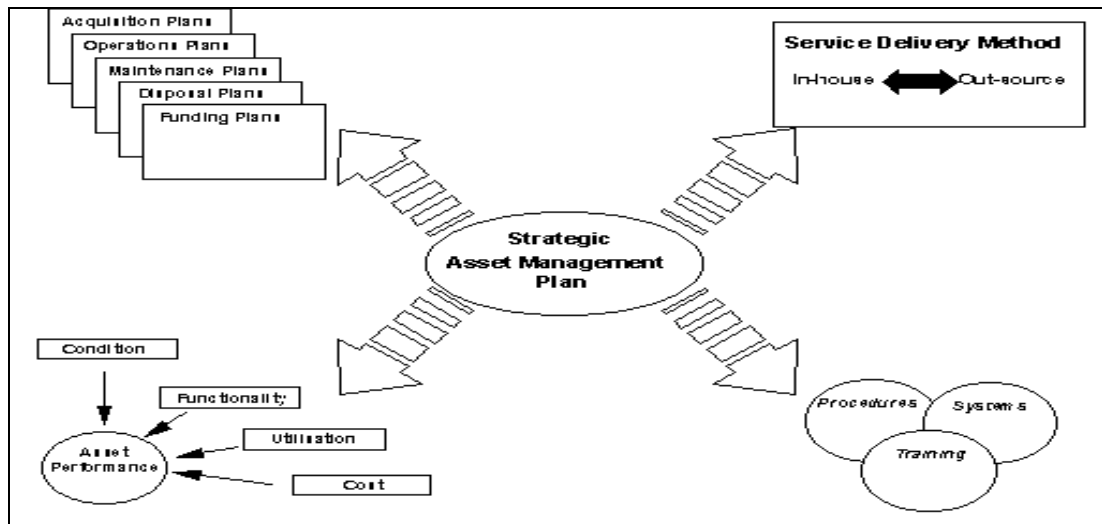 Acquisition Plans
Operations Plans
Maintenance Plans
Disposal Plans
Funding Plans
Service Delivery Method
In-house Out-source
Strategic
Asset Management
Plan
Condition
Functionality
Utilisation
Cost
Asset
Performance
Procedures
Systems
Training